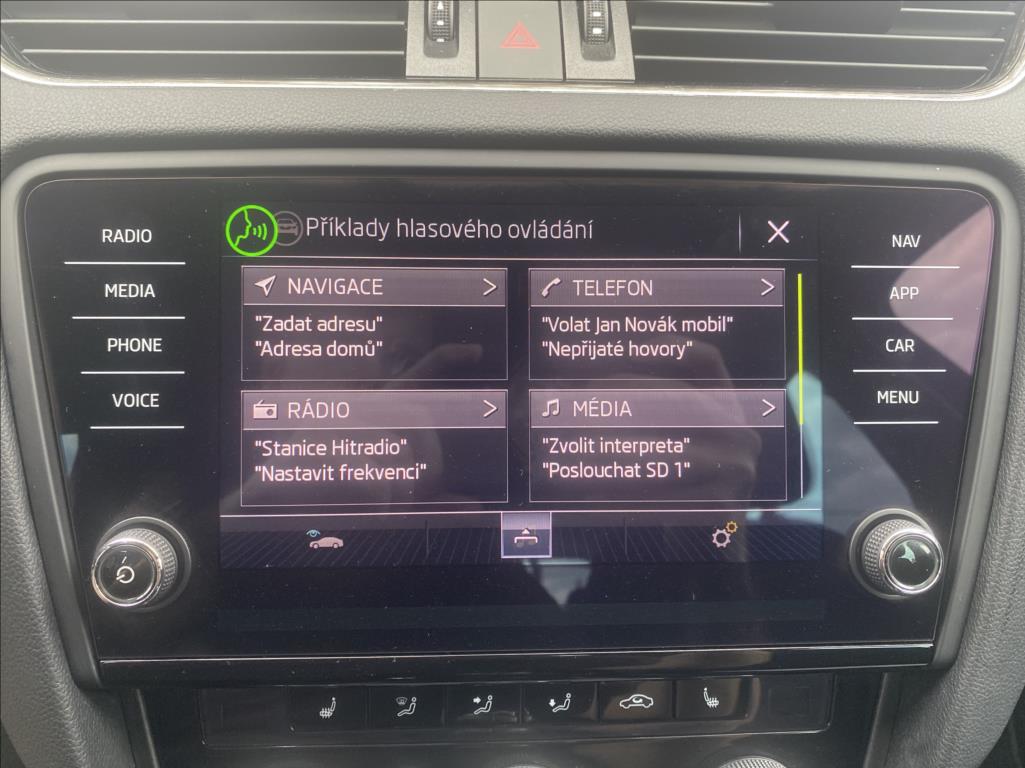 RADIO
MEDIA
PHONE
VOICE
Příklady hlasového ovládání
NAVIGACE
"Zadat adresu"
"Adresa domů"
TELEFON
"Volat Jan Novák mobil"
"Nepřijaté hovory"
RÁDIO
"Stanice Hitradio"
"Nastavit frekvenci"
MÉDIA
"Zvolit interpreta"
"Poslouchat SD 1"
NAV
APP
CAR
MENU